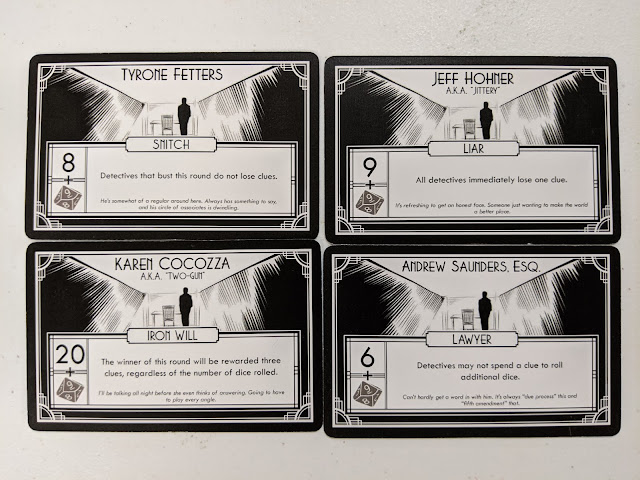 TYRONE FETTERS
SNITCH
8
+
Detectives that bust this round do not lose clues.
He's somewhat of a regular around here. Always has something to say,
and his circle of associates is dwindling.
JEFF HOHNER
A.K.A. "JITTERY"
LIAR
9
+
All detectives immediately lose one clue.
It's refreshing to get an honest face. Someone just wanting to make the world
a better place.
KAREN COCOZZA
A.K.A. "TWO-GUN"
IRON WILL
20
+
The winner of this round will be rewarded three
clues, regardless of the number of dice rolled.
I'll be talking all night before she even thinks of answering. Going to have
to play every angle.
ANDREW SAUNDERS, ESQ.
LAWYER
6
+
Detectives may not spend a clue to roll
additional dice.
Can't hardly get a word in with him. It's always "due process" this and
"fifth amendment" that.